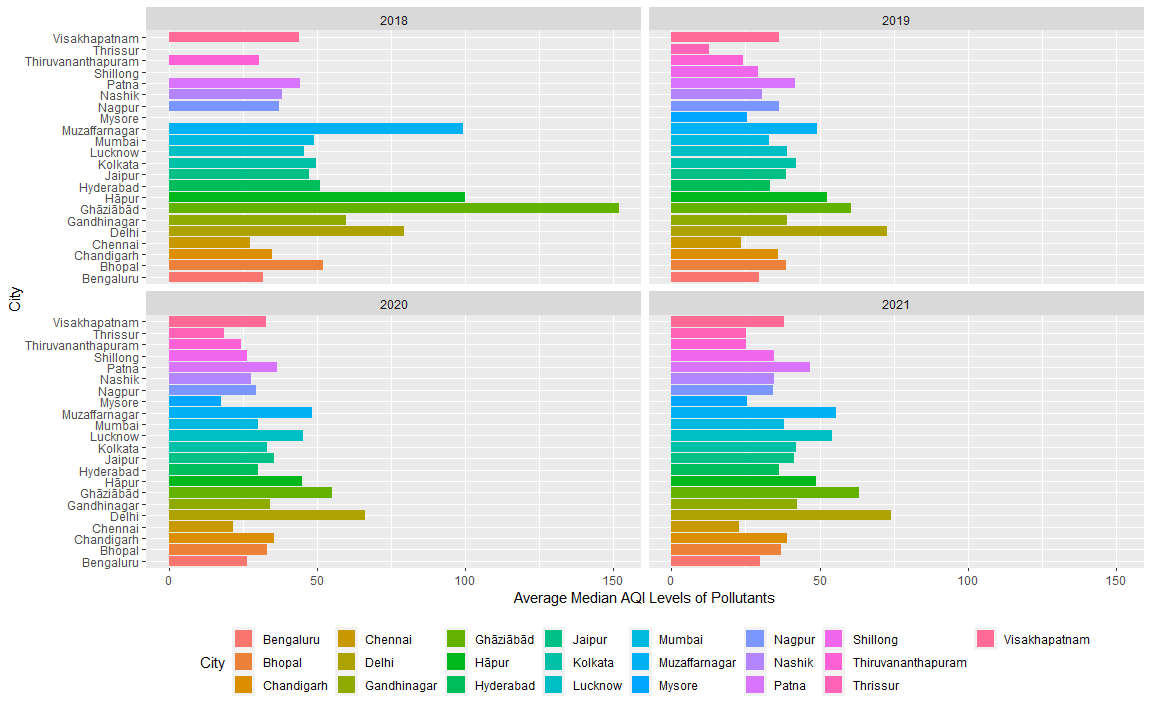 2018
2019
Visakhapatnam
Thrissur
Thiruvananthapuram
Shillong
Patna
Nashik
Nagpur
Mysore
Muzaffarnagar
Mumbai
Lucknow
Kolkata
Jaipur
Hyderabad
Hāpur
Ghāziābād
Gandhinagar
Delhi
Chennai
Chandigarh
Bhopal
Bengaluru
City
2020
2021
Visakhapatnam
Thrissur
Thiruvananthapuram
Shillong
Patna
Nashik
Nagpur
Mysore
Muzaffarnagar
Mumbai
Lucknow
Kolkata
Jaipur
Hyderabad
Hāpur
Ghāziābād
Gandhinagar
Delhi
Chennai
Chandigarh
Bhopal
Bengaluru
0 50 100 150 0 50 100 150
Average Median AQI Levels of Pollutants
City
Bengaluru Chennai Ghāziābād Jaipur Mumbai Nagpur Shillong Visakhapatnam
Bhopal Delhi Hāpur Kolkata Muzaffarnagar Nashik Thiruvananthapuram
Chandigarh Gandhinagar Hyderabad Lucknow Mysore Patna Thrissur